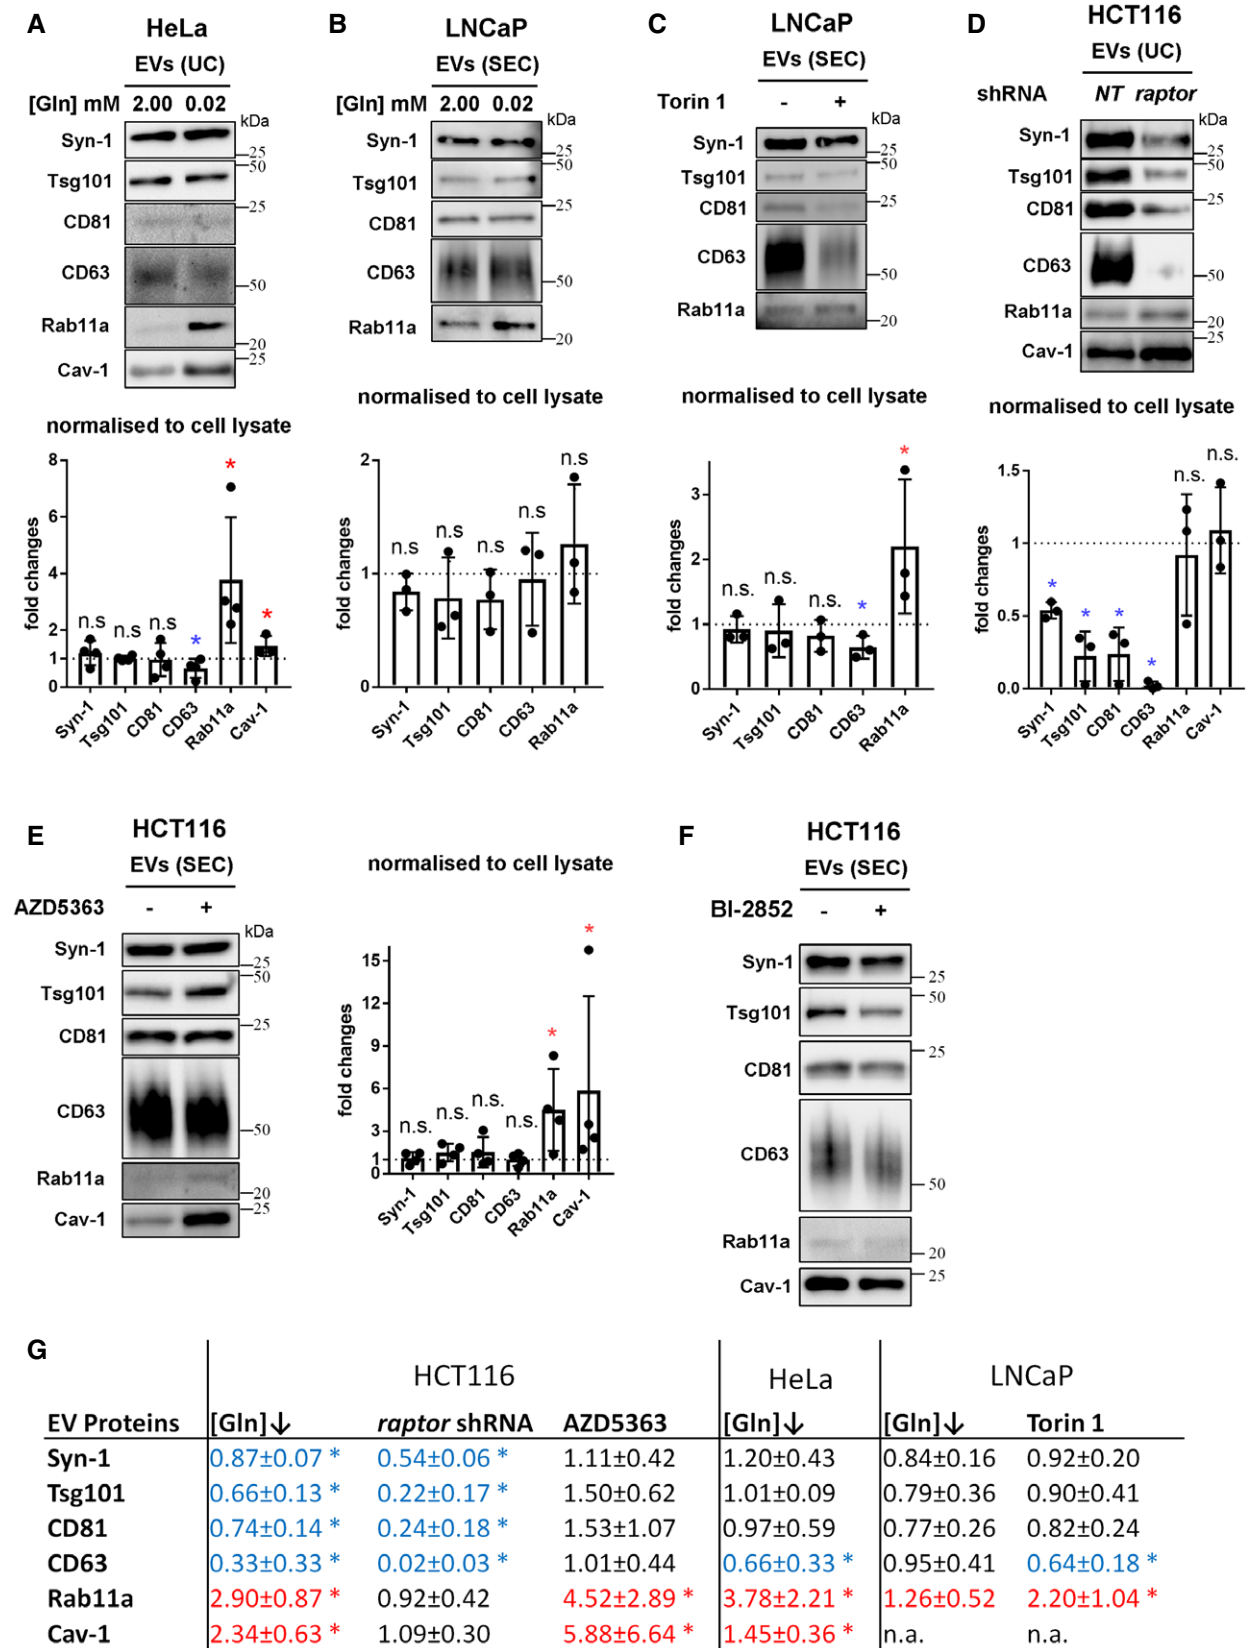 A
HeLa
EVs (UC)
[Gln] mM 2.00 0.02
kDa
Syn-1
25
50
Tsg101
CD81
25
CD63
50
Rab11a
20
25
Cav-1
normalised to cell lysate
fold changes
8
6
4
2
1
0
n.s n.s n.s * * *
Syn-1 Tsg101 CD81 CD63 Rab11a Cav-1
B
LNCaP
EVs (SEC)
[Gln] mM 2.00 0.02
kDa
Syn-1
25
50
Tsg101
25
CD81
CD63
50
Rab11a
20
normalised to cell lysate
fold changes
2
1
0
n.s n.s n.s n.s n.s
Syn-1 Tsg101 CD81 CD63 Rab11a
C
LNCaP
EVs (SEC)
Torin 1 - +
kDa
Syn-1
25
50
Tsg101
25
CD81
CD63
50
Rab11a
20
normalised to cell lysate
fold changes
3
2
1
0
n.s. n.s. n.s. * *
Syn-1 Tsg101 CD81 CD63 Rab11a
D
HCT116
EVs (UC)
shRNA NT raptor
kDa
Syn-1
25
50
Tsg101
25
CD81
CD63
50
Rab11a
20
25
Cav-1
normalised to cell lysate
fold changes
1.5
1
0.5
0.0
* * * * n.s. n.s.
Syn-1 Tsg101 CD81 CD63 Rab11a Cav-1
E
HCT116
EVs (SEC)
AZD5363 - +
kDa
Syn-1
25
50
Tsg101
25
CD81
CD63
50
Rab11a
20
25
Cav-1
normalised to cell lysate
fold changes
15
12
9
6
3
1
0
n.s. n.s. n.s. n.s. * *
Syn-1 Tsg101 CD81 CD63 Rab11a Cav-1
F
HCT116
EVs (SEC)
BI-2852 - +
Syn-1
25
50
Tsg101
25
CD81
CD63
50
Rab11a
20
25
Cav-1
G
HCT116 HeLa LNCaP
EV Proteins [Gln]↓ raptor shRNA AZD5363 [Gln]↓ [Gln]↓ Torin 1
Syn-1 0.87±0.07 * 0.54±0.06 * 1.11±0.42 1.20±0.43 0.84±0.16 0.92±0.20
Tsg101 0.66±0.13 * 0.22±0.17 * 1.50±0.62 1.01±0.09 0.79±0.36 0.90±0.41
CD81 0.74±0.14 * 0.24±0.18 * 1.53±1.07 0.97±0.59 0.77±0.26 0.82±0.24
CD63 0.33±0.33 * 0.02±0.03 * 1.01±0.44 0.66±0.33 * 0.95±0.41 0.64±0.18 *
Rab11a 2.90±0.87 * 0.92±0.42 4.52±2.89 * 3.78±2.21 * 1.26±0.52 2.20±1.04 *
Cav-1 2.34±0.63 * 1.09±0.30 5.88±6.64 * 1.45±0.36 * n.a. n.a.